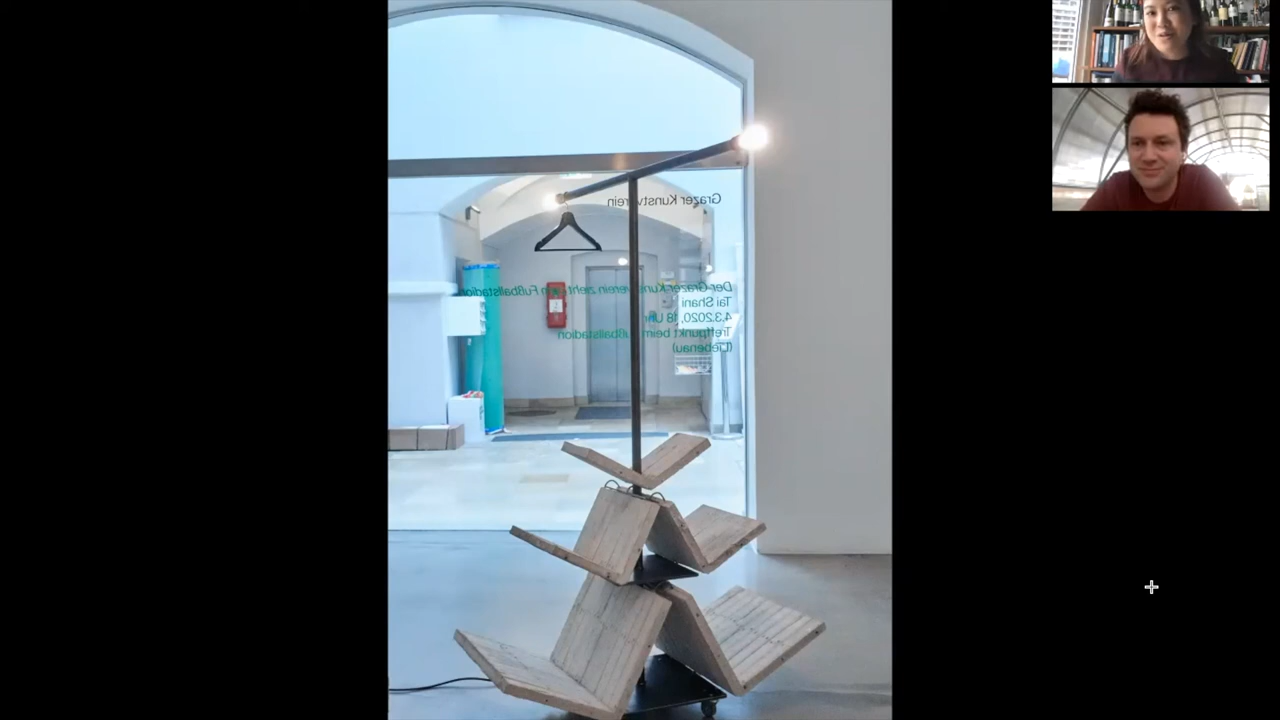 Grazer Kunstverein
Der Grazer Kunstverein zieht zum Fußballstadion
Tai Shani
4.3.2020, 18 Uhr
Treffpunkt beim Fußballstadion
(Liebenau)